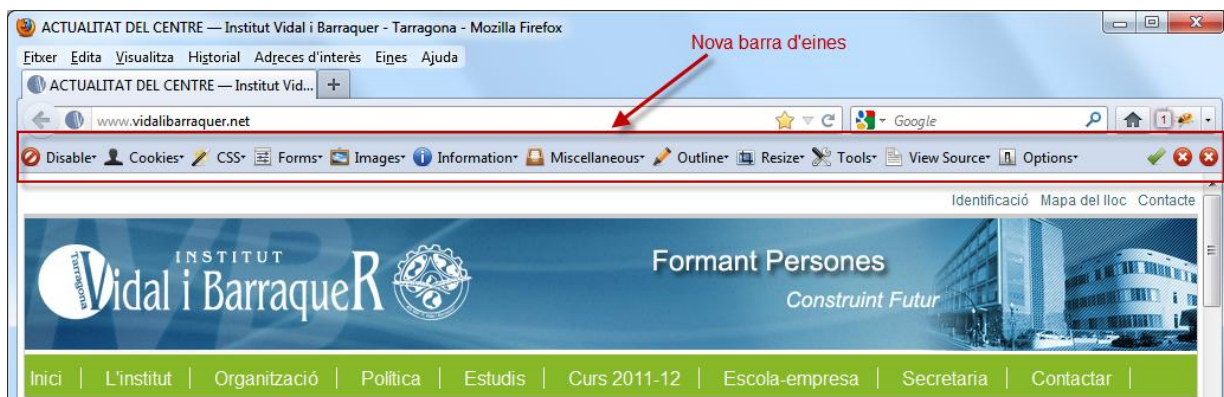 ACTUALITAT DEL CENTRE — Institut Vidal i Barraquer - Tarragona - Mozilla Firefox
Nova barra d'eines
Fitxer Edita Visualitza Historial Adreces d'interès Eines Ajuda
ACTUALITAT DEL CENTRE — Institut Vid... +
www.vidalibarraquer.net Google 1
Disable Cookies CSS Forms Images Information Miscellaneous Outline Resize Tools View Source Options
Identificació Mapa del lloc Contacte
INSTITUT
Vidal i BarraqueR
Tarragona
Formant Persones
Construint Futur
Inici | L'institut | Organització | Política | Estudis | Curs 2011-12 | Escola-empresa | Secretaria | Contactar |